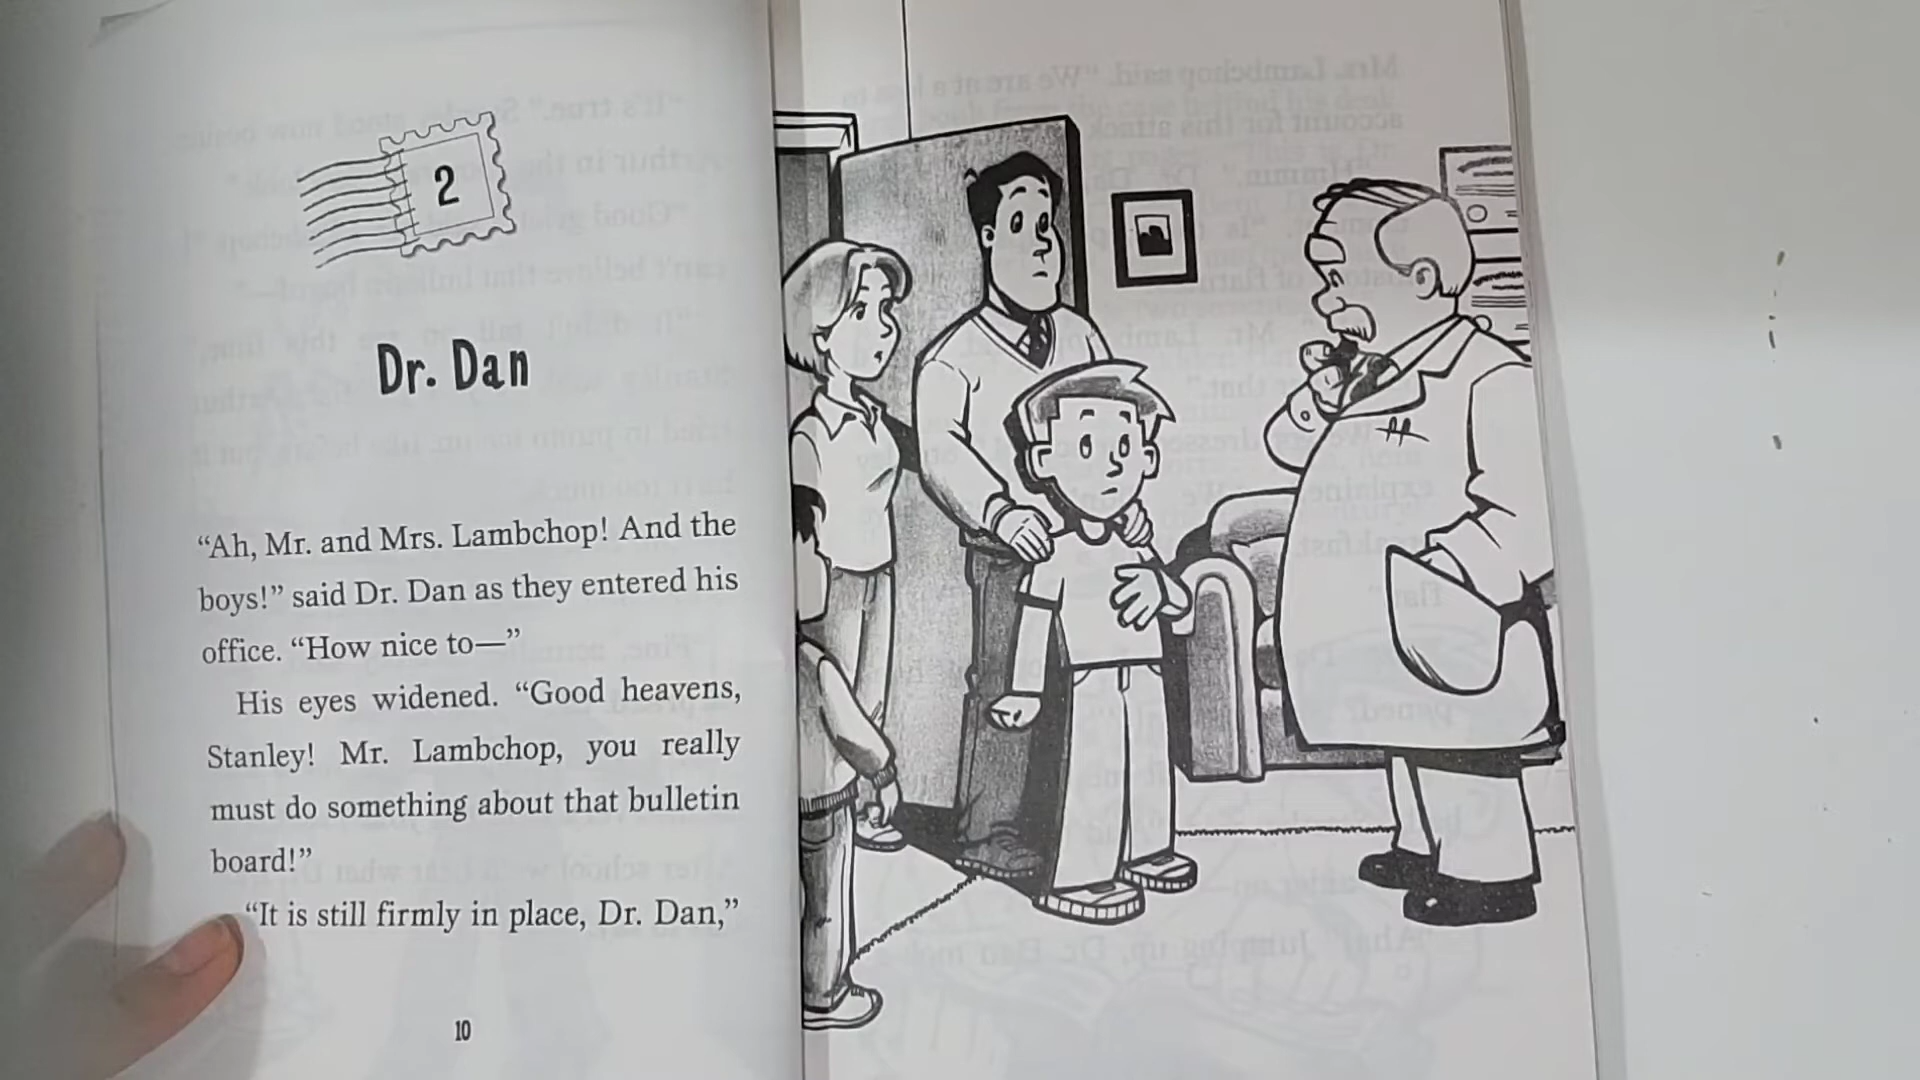 2
Dr. Dan
“Ah, Mr. and Mrs. Lambchop! And the
boys!” said Dr. Dan as they entered his
office. “How nice to—”
His eyes widened. “Good heavens,
Stanley! Mr. Lambchop, you really
must do something about that bulletin
board!”
“It is still firmly in place, Dr. Dan,”
10